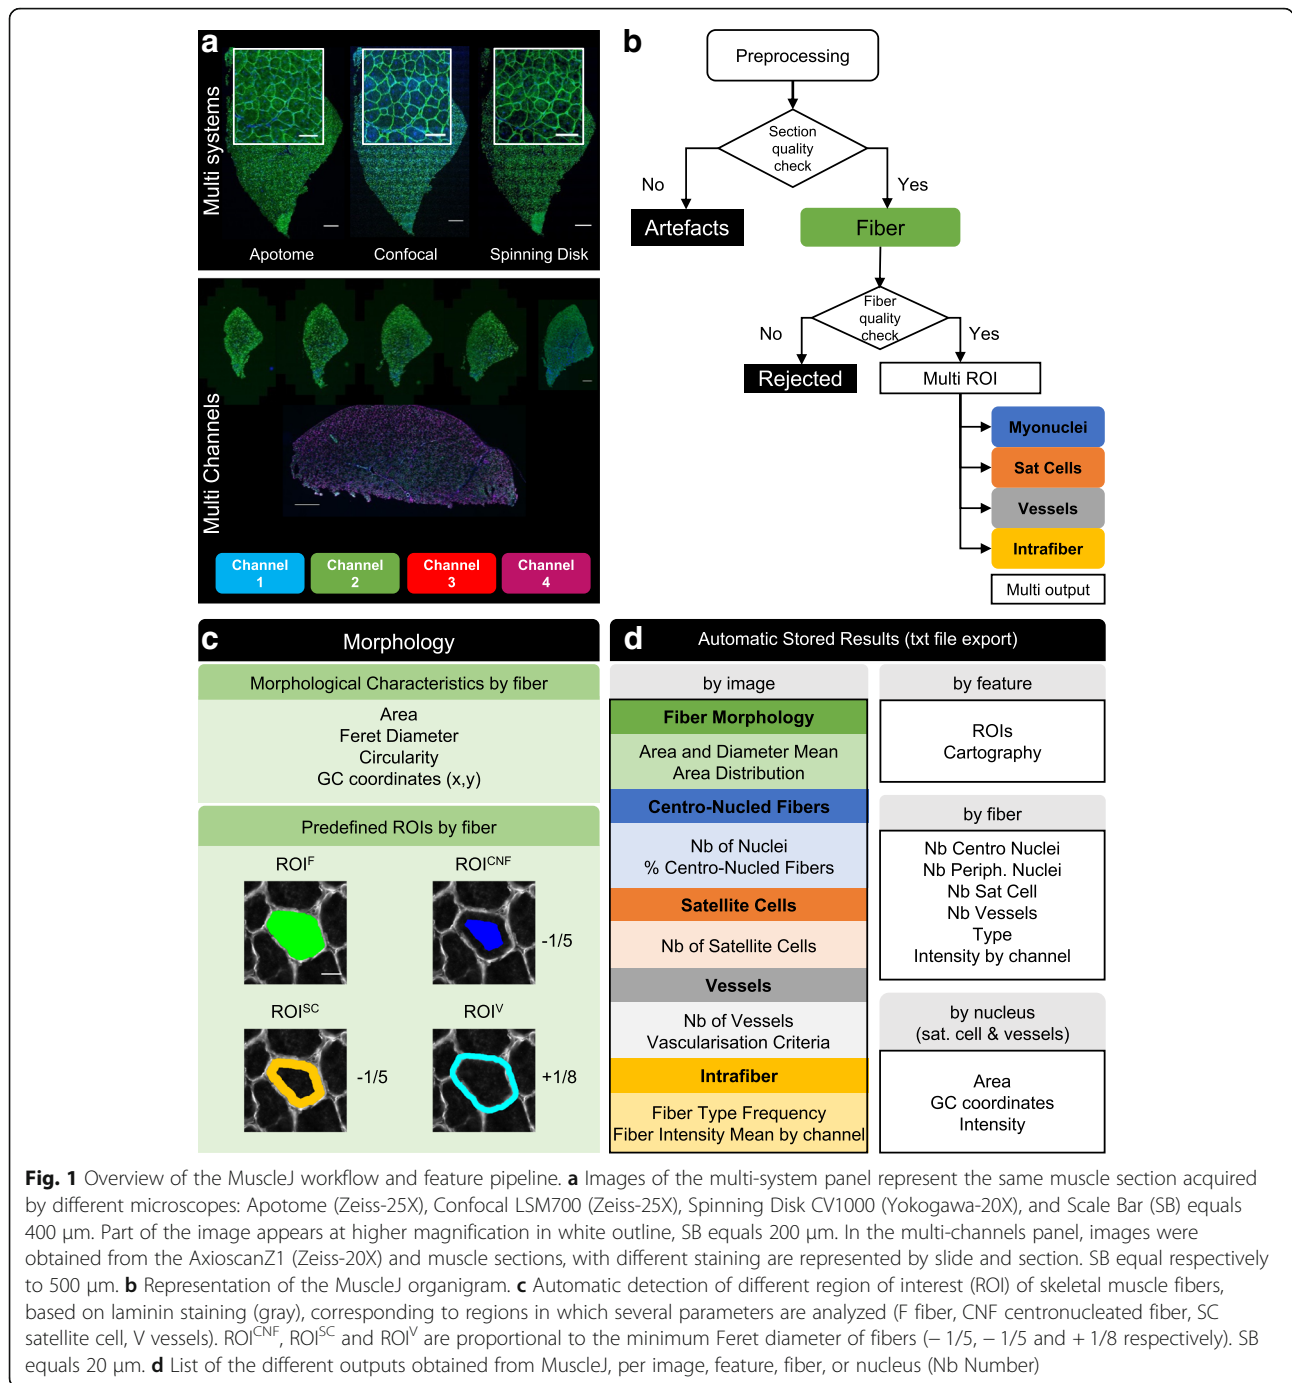 a
Multi systems
Apotome
Confocal
Spinning Disk
Multi Channels
Channel
1
Channel
2
Channel
3
Channel
4
b
Preprocessing
Section
quality
check
No
Yes
Artefacts
Fiber
Fiber
quality
check
No
Yes
Rejected
Multi ROI
Myonuclei
Sat Cells
Vessels
Intrafiber
Multi output
c
Morphology
Morphological Characteristics by fiber
Area
Feret Diameter
Circularity
GC coordinates (x,y)
Predefined ROIs by fiber
ROI^F
ROI^CNF
-1/5
ROI^SC
-1/5
ROI^V
+1/8
d
Automatic Stored Results (txt file export)
by image
Fiber Morphology
Area and Diameter Mean
Area Distribution
Centro-Nucled Fibers
Nb of Nuclei
% Centro-Nucled Fibers
Satellite Cells
Nb of Satellite Cells
Vessels
Nb of Vessels
Vascularisation Criteria
Intrafiber
Fiber Type Frequency
Fiber Intensity Mean by channel
by feature
ROIs
Cartography
by fiber
Nb Centro Nuclei
Nb Periph. Nuclei
Nb Sat Cell
Nb Vessels
Type
Intensity by channel
by nucleus
(sat. cell & vessels)
Area
GC coordinates
Intensity
Fig. 1 Overview of the MuscleJ workflow and feature pipeline. a Images of the multi-system panel represent the same muscle section acquired
by different microscopes: Apotome (Zeiss-25X), Confocal LSM700 (Zeiss-25X), Spinning Disk CV1000 (Yokogawa-20X), and Scale Bar (SB) equals
400 μm. Part of the image appears at higher magnification in white outline, SB equals 200 μm. In the multi-channels panel, images were
obtained from the AxioscanZ1 (Zeiss-20X) and muscle sections, with different staining are represented by slide and section. SB equal respectively
to 500 μm. b Representation of the MuscleJ organigram. c Automatic detection of different region of interest (ROI) of skeletal muscle fibers,
based on laminin staining (gray), corresponding to regions in which several parameters are analyzed (F fiber, CNF centronucleated fiber, SC
satellite cell, V vessels). ROI^CNF, ROI^SC and ROI^V are proportional to the minimum Feret diameter of fibers (− 1/5, − 1/5 and + 1/8 respectively). SB
equals 20 μm. d List of the different outputs obtained from MuscleJ, per image, feature, fiber, or nucleus (Nb Number)